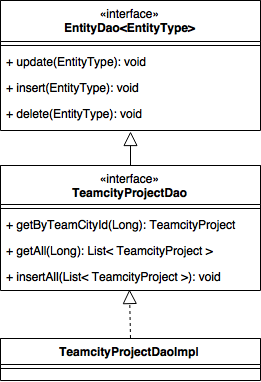 «interface»
EntityDao<EntityType>
+ update(EntityType): void
+ insert(EntityType): void
+ delete(EntityType): void
«interface»
TeamcityProjectDao
+ getByTeamCityId(Long): TeamcityProject
+ getAll(Long): List< TeamcityProject >
+ insertAll(List< TeamcityProject >): void
TeamcityProjectDaoImpl